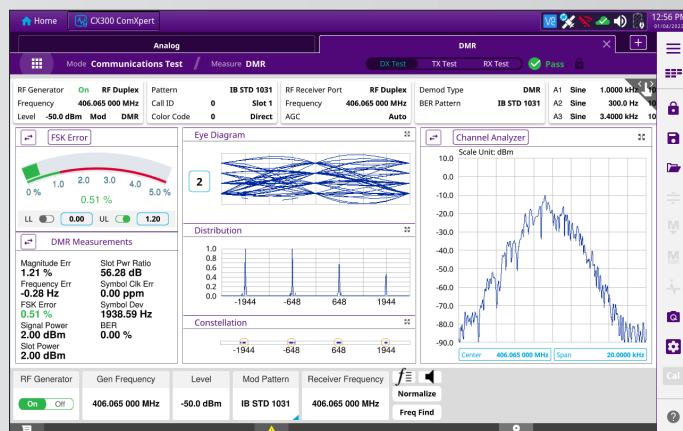 Home CX300 ComXpert 12:56 PM
01/04/2022
Analog DMR
Mode Communications Test / Measure DMR DX Test TX Test RX Test Pass
RF Generator On RF Duplex Pattern IB STD 1031 RF Receiver Port RF Duplex Demod Type DMR A1 Sine 1.0000 kHz 10
Frequency 406.065 000 MHz Call ID 0 Slot 1 Frequency 406.065 000 MHz BER Pattern IB STD 1031 A2 Sine 300.0 Hz 10
Level -50.0 dBm Mod DMR Color Code 0 Direct AGC Auto A3 Sine 3.4000 kHz 10
FSK Error
0 % 1.0 2.0 3.0 4.0 5.0 %
0.51 %
LL 0.00 UL 1.20
DMR Measurements
Magnitude Err Slot Pwr Ratio
1.21 % 56.28 dB
Frequency Err Symbol Clk Err
-0.28 Hz 0.00 ppm
FSK Error Symbol Dev
0.51 % 1938.59 Hz
Signal Power BER
2.00 dBm 0.00 %
Slot Power
2.00 dBm
Eye Diagram
2
Distribution
1.0
0.8
0.6
0.4
0.2
0.0
-1944 -648 648 1944
Constellation
-1944 -648 648 1944
Channel Analyzer
Scale Unit: dBm
10.0
0.0
-10.0
-20.0
-30.0
-40.0
-50.0
-60.0
-70.0
-80.0
-90.0
Center 406.065 000 MHz Span 20.0000 kHz
RF Generator Gen Frequency Level Mod Pattern Receiver Frequency
On Off 406.065 000 MHz -50.0 dBm IB STD 1031 406.065 000 MHz
Normalize
Freq Find
M
M
Cal